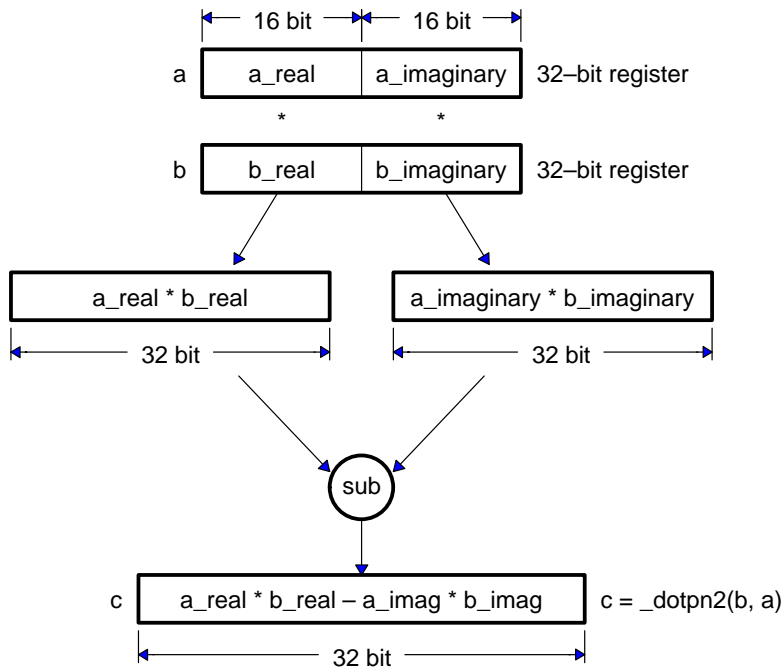 16 bit 16 bit
a a_real a_imaginary 32–bit register
* *
b b_real b_imaginary 32–bit register
a_real * b_real a_imaginary * b_imaginary
32 bit 32 bit
sub
c a_real * b_real – a_imag * b_imag c = _dotpn2(b, a)
32 bit